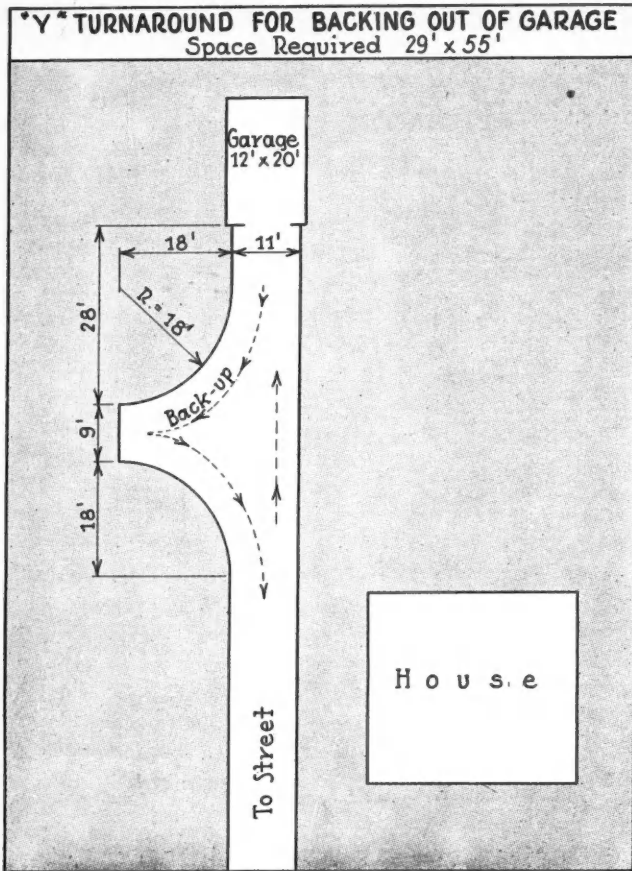 "Y" TURNAROUND FOR BACKING OUT OF GARAGE
Space Required 29' x 55'
Garage
12' x 20'
18'
11'
28'
R.= 18'
Back-up
9'
18'
House
To Street